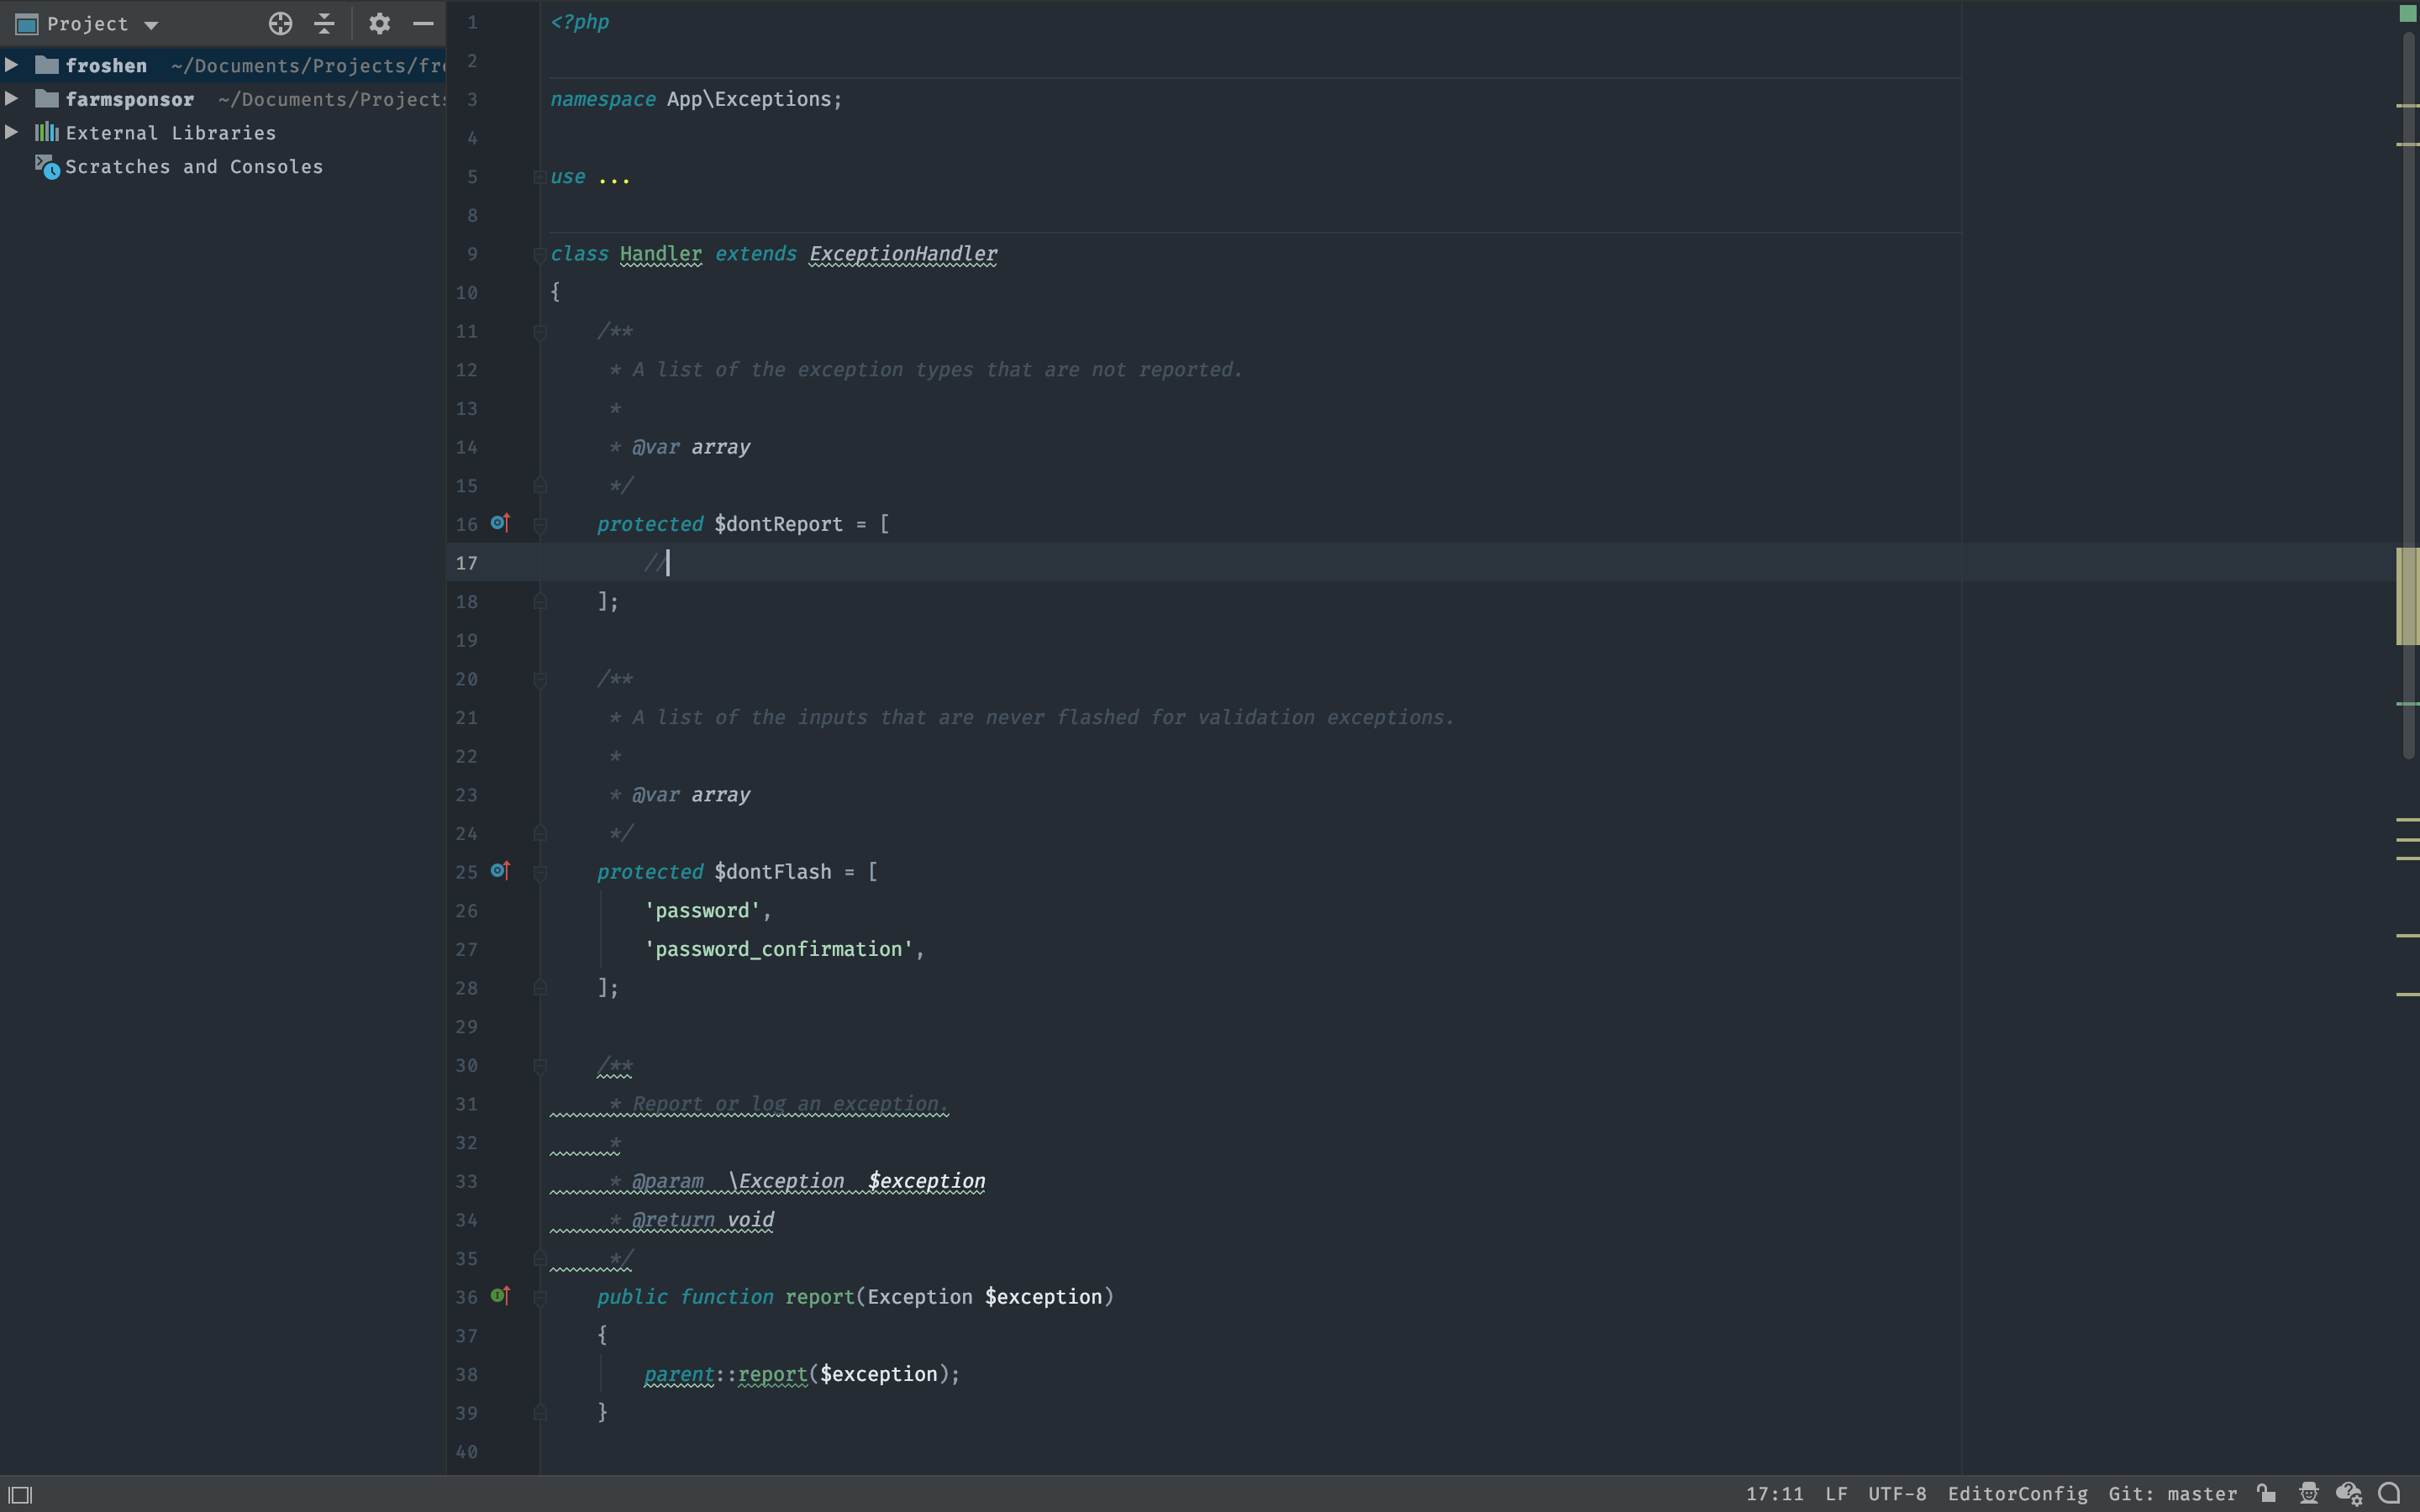 Project
froshen ~/Documents/Projects/fr
farmsponsor ~/Documents/Projects
External Libraries
Scratches and Consoles
1 <?php
2
3 namespace App\Exceptions;
4
5 use ...
8
9 class Handler extends ExceptionHandler
10 {
11 /**
12 * A list of the exception types that are not reported.
13 *
14 * @var array
15 */
16 protected $dontReport = [
17 //
18 ];
19
20 /**
21 * A list of the inputs that are never flashed for validation exceptions.
22 *
23 * @var array
24 */
25 protected $dontFlash = [
26 'password',
27 'password_confirmation',
28 ];
29
30 /**
31 * Report or log an exception.
32 *
33 * @param  \Exception  $exception
34 * @return void
35 */
36 public function report(Exception $exception)
37 {
38 parent::report($exception);
39 }
40
17:11 LF UTF-8 EditorConfig Git: master